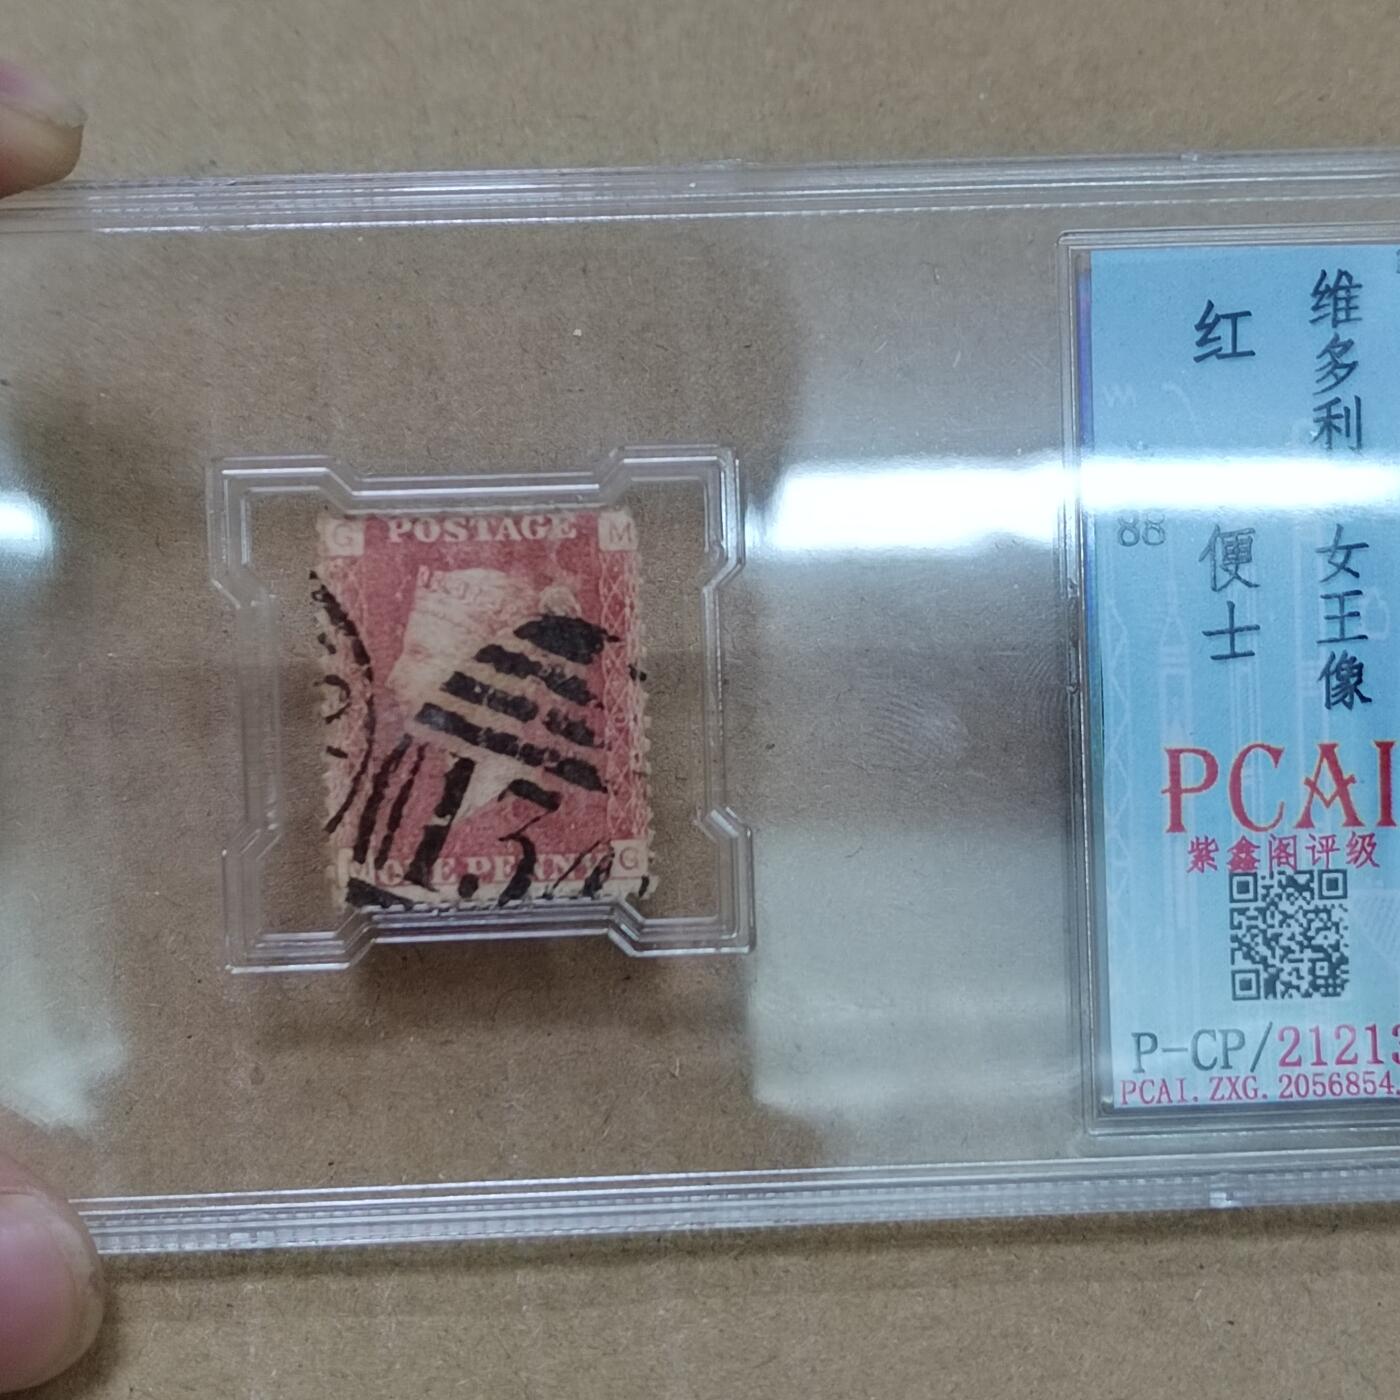 G POSTAGE M
G
维多利 女王像
红 便士
88
PCAI
紫鑫阁评级
P-CP/21213
PCAI.ZXG.2056854